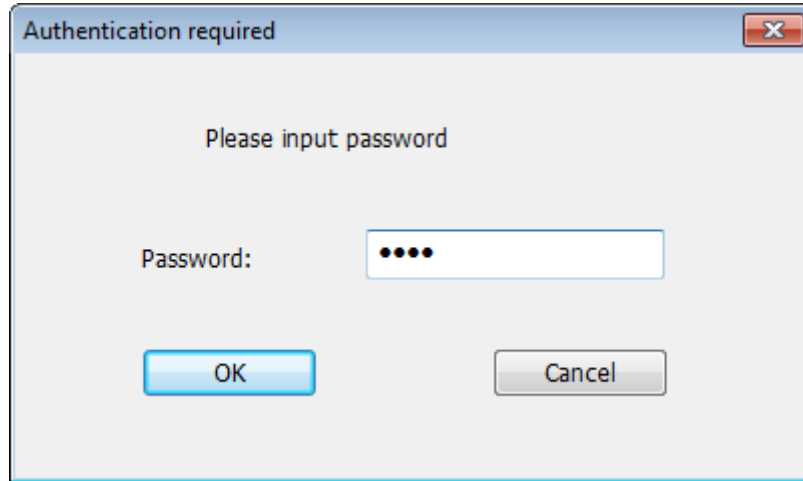 Authentication required
Please input password
Password: ••••
OK Cancel